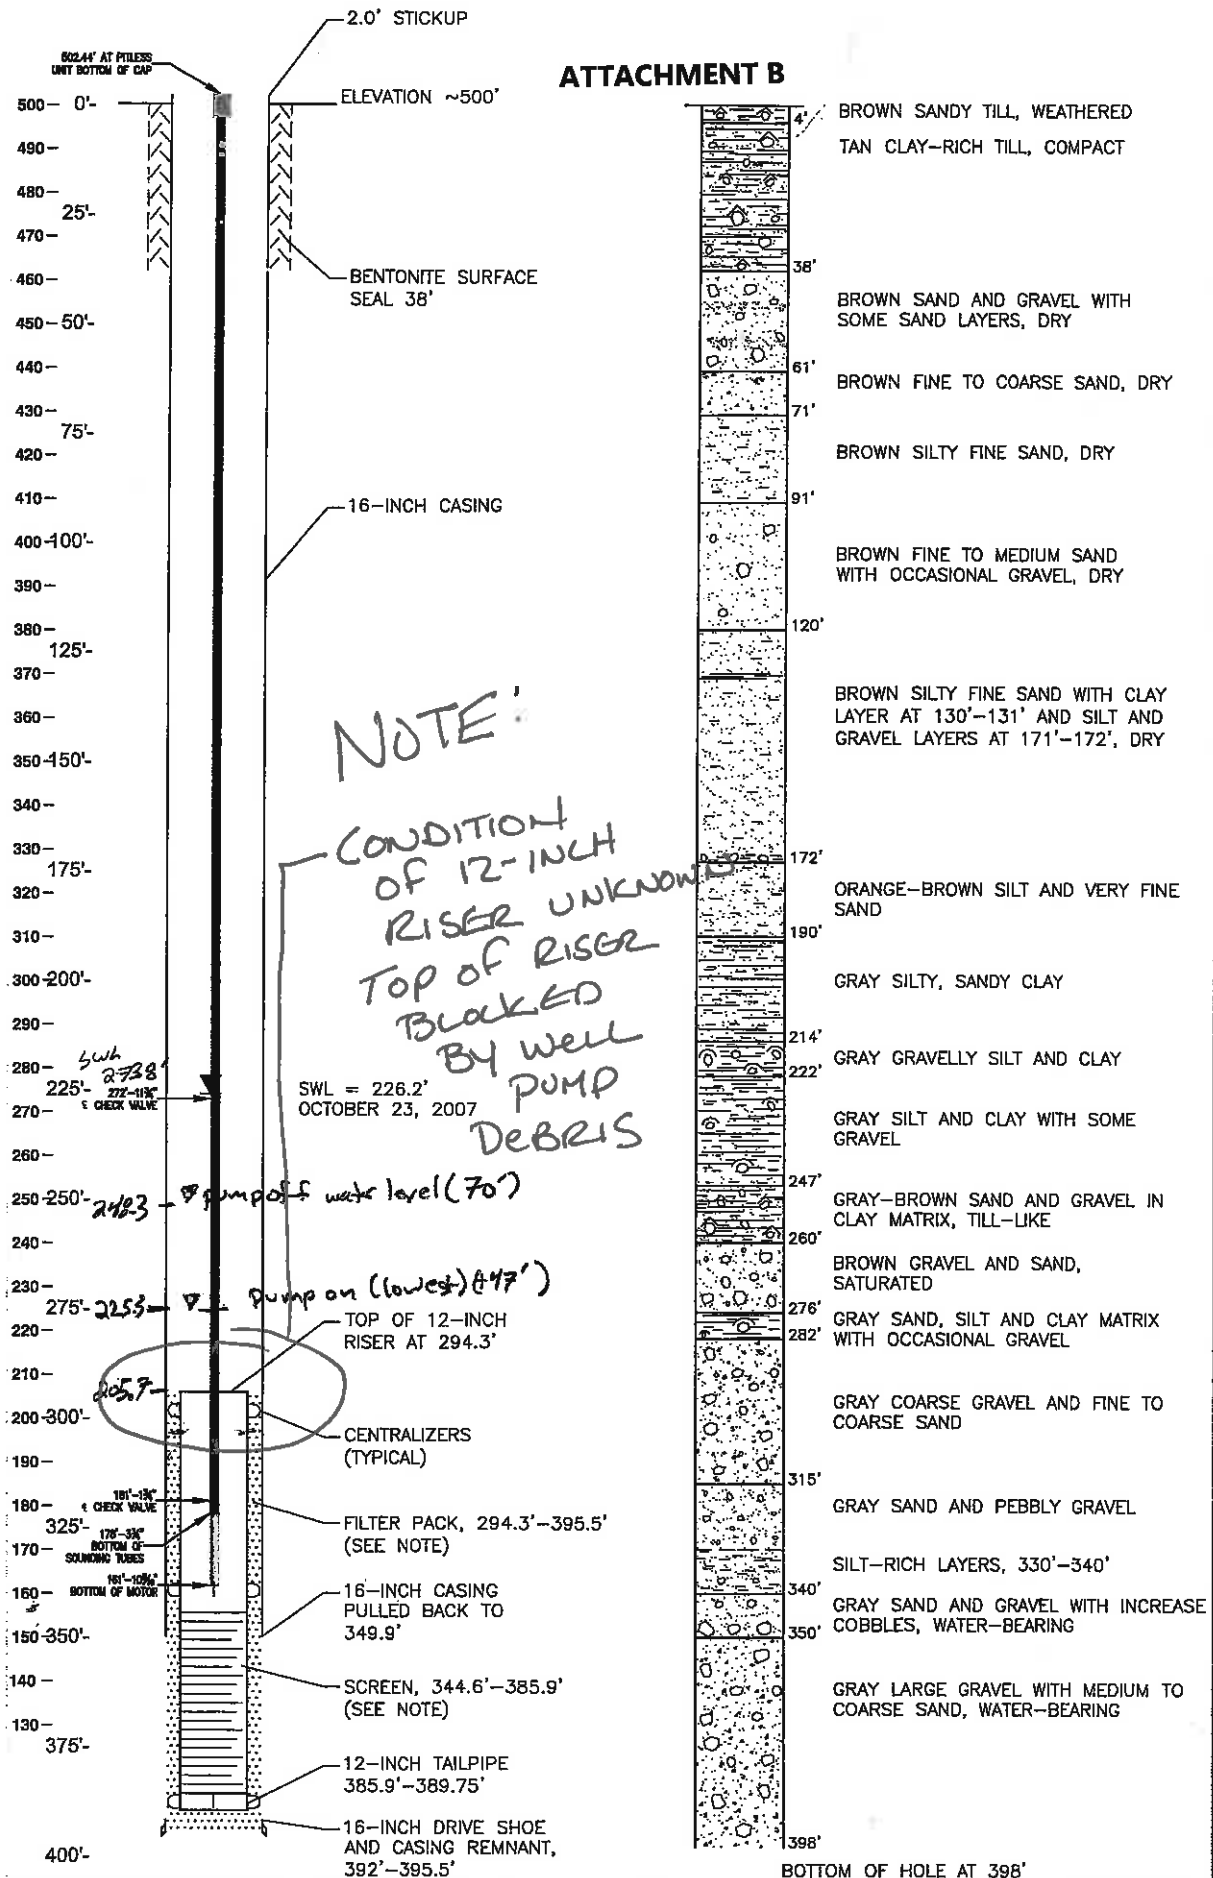 2.0' STICKUP
502.44' AT PITLESS
UNIT BOTTOM OF CAP
ATTACHMENT B
ELEVATION ~500'
500- 0'-
490-
480-
25'-
470-
460-
450- 50'-
440-
430-
75'-
420-
410-
400-100'-
390-
380-
125'-
370-
360-
350-150'-
340-
330-
175'-
320-
310-
300-200'-
290-
280-
225'-
270-
260-
250-250'-
240-
230-
275'-
220-
210-
200-300'-
190-
180-
325'-
170-
160-
150-350'-
140-
130-
375'-
400'-
BENTONITE SURFACE
SEAL 38'
16-INCH CASING
NOTE:
CONDITION
OF 12-INCH
RISER UNKNOWN
TOP OF RISER
BLOCKED
BY WELL
PUMP
DEBRIS
SWL
272'-11¾"
℄ CHECK VALVE
SWL = 226.2'
OCTOBER 23, 2007
pump off water level (70')
2253
pump on (lowest) (+47')
TOP OF 12-INCH
RISER AT 294.3'
205.7
CENTRALIZERS
(TYPICAL)
℄ CHECK VALVE
BOTTOM OF
SOUNDING TUBES
BOTTOM OF MOTOR
FILTER PACK, 294.3'-395.5'
(SEE NOTE)
16-INCH CASING
PULLED BACK TO
349.9'
SCREEN, 344.6'-385.9'
(SEE NOTE)
12-INCH TAILPIPE
385.9'-389.75'
16-INCH DRIVE SHOE
AND CASING REMNANT,
392'-395.5'
4'
BROWN SANDY TILL, WEATHERED
TAN CLAY-RICH TILL, COMPACT
38'
BROWN SAND AND GRAVEL WITH
SOME SAND LAYERS, DRY
61'
BROWN FINE TO COARSE SAND, DRY
71'
BROWN SILTY FINE SAND, DRY
91'
BROWN FINE TO MEDIUM SAND
WITH OCCASIONAL GRAVEL, DRY
120'
BROWN SILTY FINE SAND WITH CLAY
LAYER AT 130'-131' AND SILT AND
GRAVEL LAYERS AT 171'-172', DRY
172'
ORANGE-BROWN SILT AND VERY FINE
SAND
190'
GRAY SILTY, SANDY CLAY
214'
GRAY GRAVELLY SILT AND CLAY
222'
GRAY SILT AND CLAY WITH SOME
GRAVEL
247'
GRAY-BROWN SAND AND GRAVEL IN
CLAY MATRIX, TILL-LIKE
260'
BROWN GRAVEL AND SAND,
SATURATED
276'
GRAY SAND, SILT AND CLAY MATRIX
WITH OCCASIONAL GRAVEL
282'
GRAY COARSE GRAVEL AND FINE TO
COARSE SAND
315'
GRAY SAND AND PEBBLY GRAVEL
SILT-RICH LAYERS, 330'-340'
340'
GRAY SAND AND GRAVEL WITH INCREASE
COBBLES, WATER-BEARING
350'
GRAY LARGE GRAVEL WITH MEDIUM TO
COARSE SAND, WATER-BEARING
398'
BOTTOM OF HOLE AT 398'